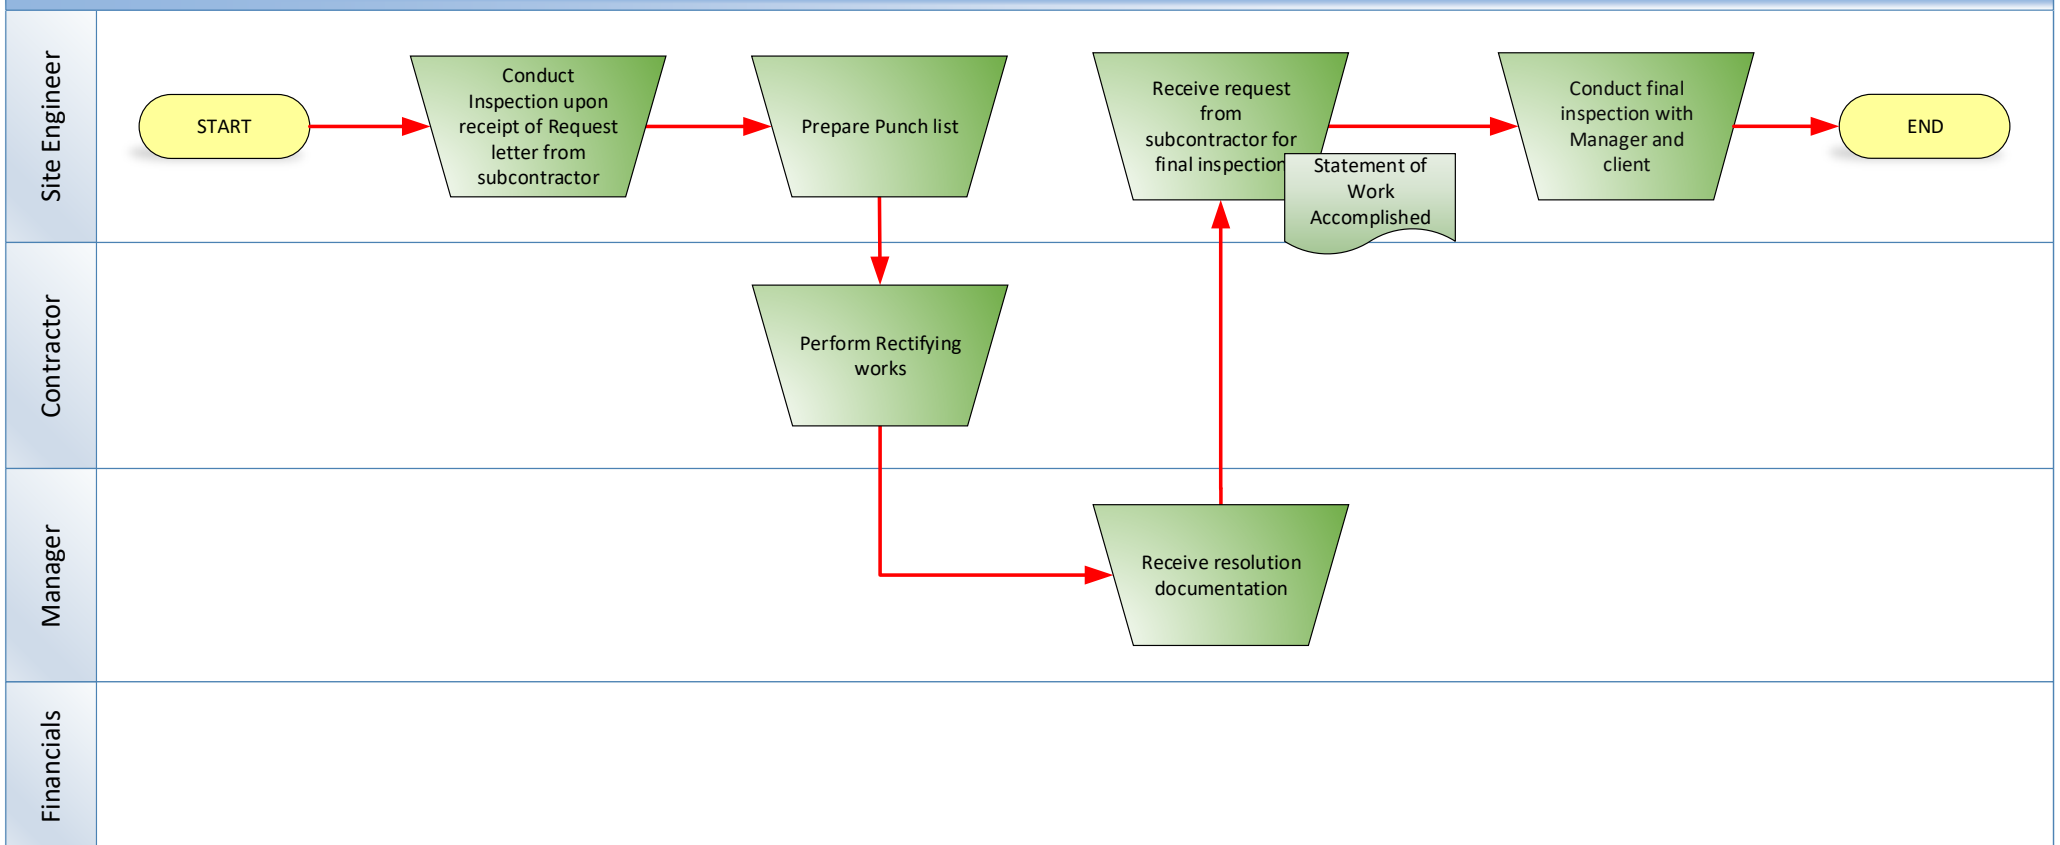 Site Engineer
START
Conduct
Inspection upon
receipt of Request
letter from
subcontractor
Prepare Punch list
Receive request
from
subcontractor for
final inspection
Statement of
Work
Accomplished
Conduct final
inspection with
Manager and
client
END
Contractor
Perform Rectifying
works
Manager
Receive resolution
documentation
Financials